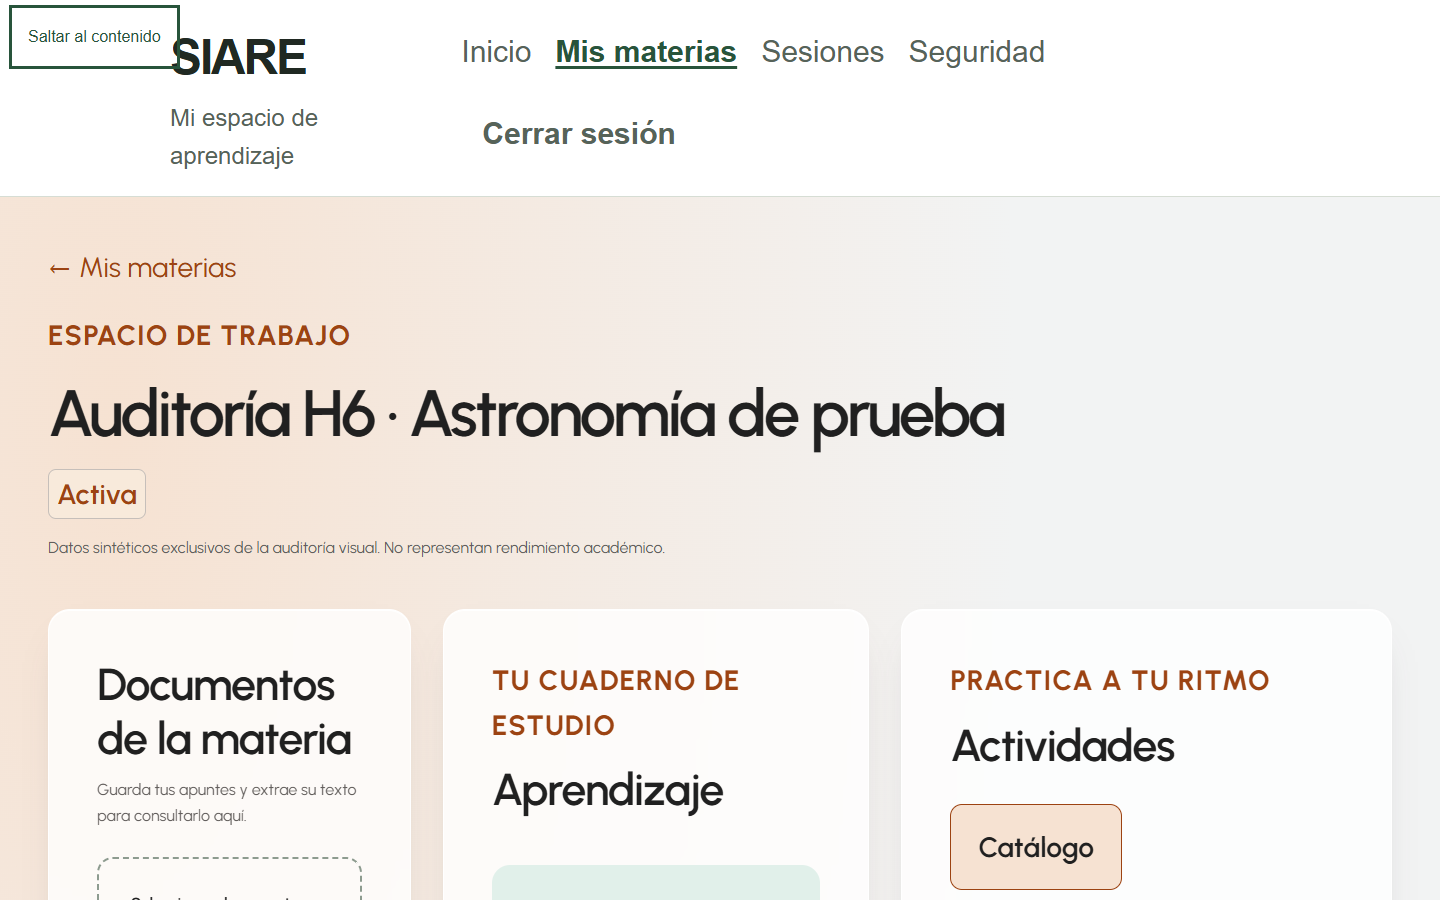 Saltar al contenido
SIARE
Mi espacio de
aprendizaje
Inicio Mis materias Sesiones Seguridad
Cerrar sesión
← Mis materias
ESPACIO DE TRABAJO
Auditoría H6 · Astronomía de prueba
Activa
Datos sintéticos exclusivos de la auditoría visual. No representan rendimiento académico.
Documentos
de la materia
Guarda tus apuntes y extrae su texto
para consultarlo aquí.
TU CUADERNO DE
ESTUDIO
Aprendizaje
PRACTICA A TU RITMO
Actividades
Catálogo